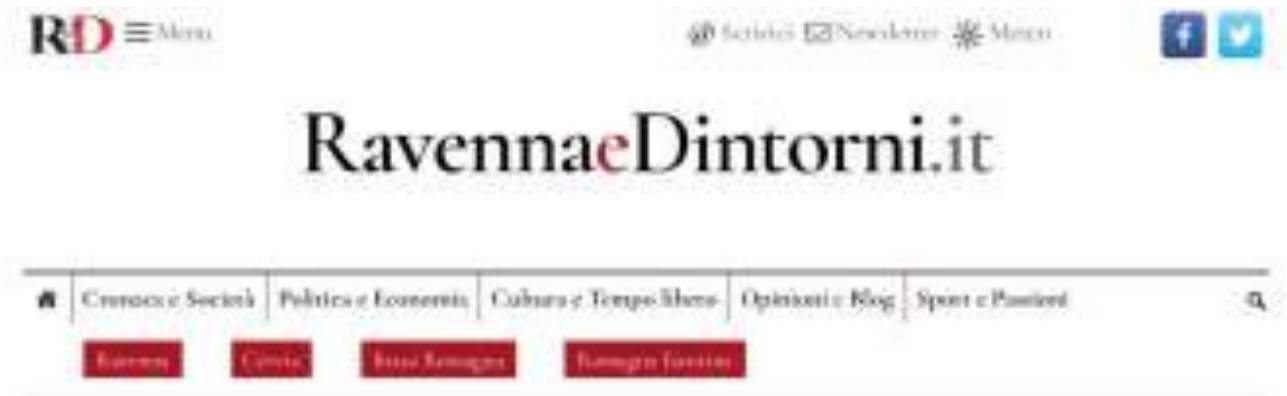 RD Menu Scrivici Newsletter Meteo
RavennaeDintorni.it
Cronaca e Società Politica e Economia Cultura e Tempo libero Opinioni e Blog Sport e Passioni
Ravenna Cervia Bassa Romagna Romagna Faentina